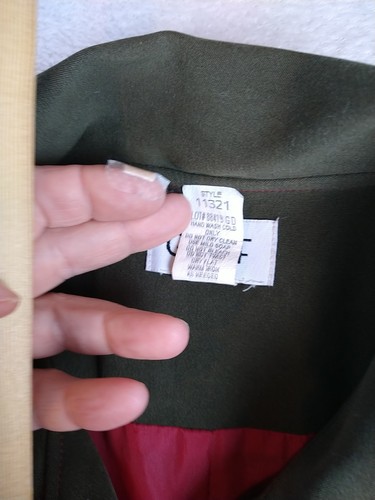 STYLE
11321
HAND WASH COLD
ONLY
DO NOT DRY CLEAN
USE MILD SOAP
DO NOT BLEACH
DO NOT TWIST
DRY FLAT
WARM IRON
AS NEEDED